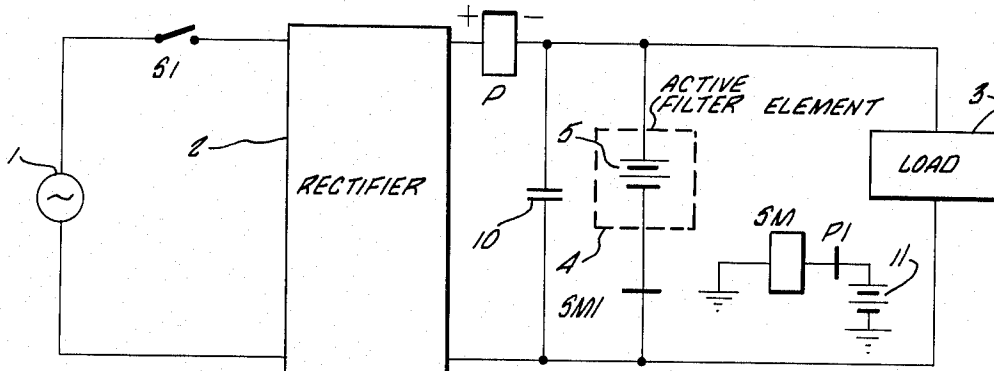 + -
S1
P
ACTIVE
FILTER ELEMENT
3
1
2
5
RECTIFIER
LOAD
10
4
SM
P1
11
SM1